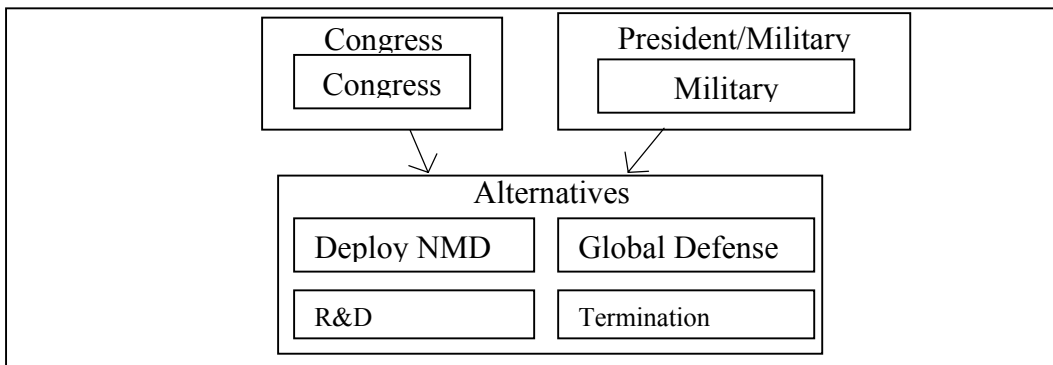 Congress
Congress
President/Military
Military
Alternatives
Deploy NMD
Global Defense
R&D
Termination